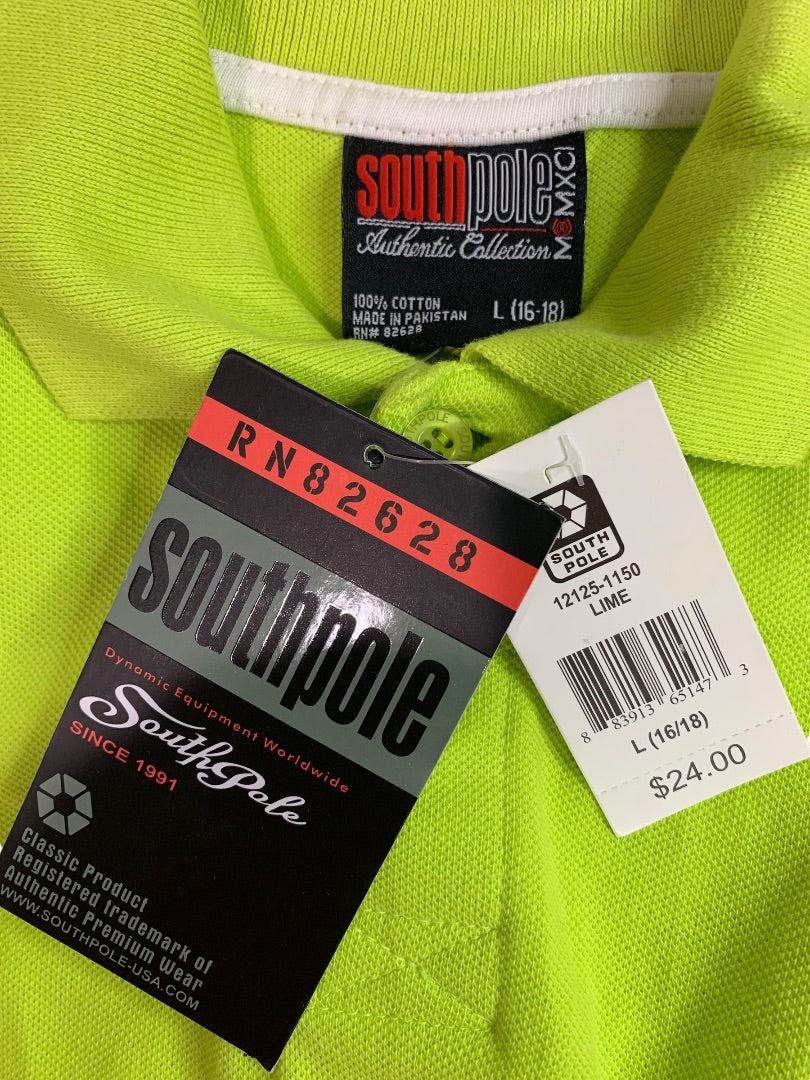 southpole
Authentic Collection
MXCM
100% COTTON
MADE IN PAKISTAN
RN# 82628
L (16-18)
POLE
RN82628
southpole
Dynamic Equipment Worldwide
SouthPole
SINCE 1991
Classic Product
Registered trademark of
Authentic Premium Wear
WWW.SOUTHPOLE-USA.COM
SOUTH
POLE
12125-1150
LIME
8 83913 65147 3
L (16/18)
$24.00